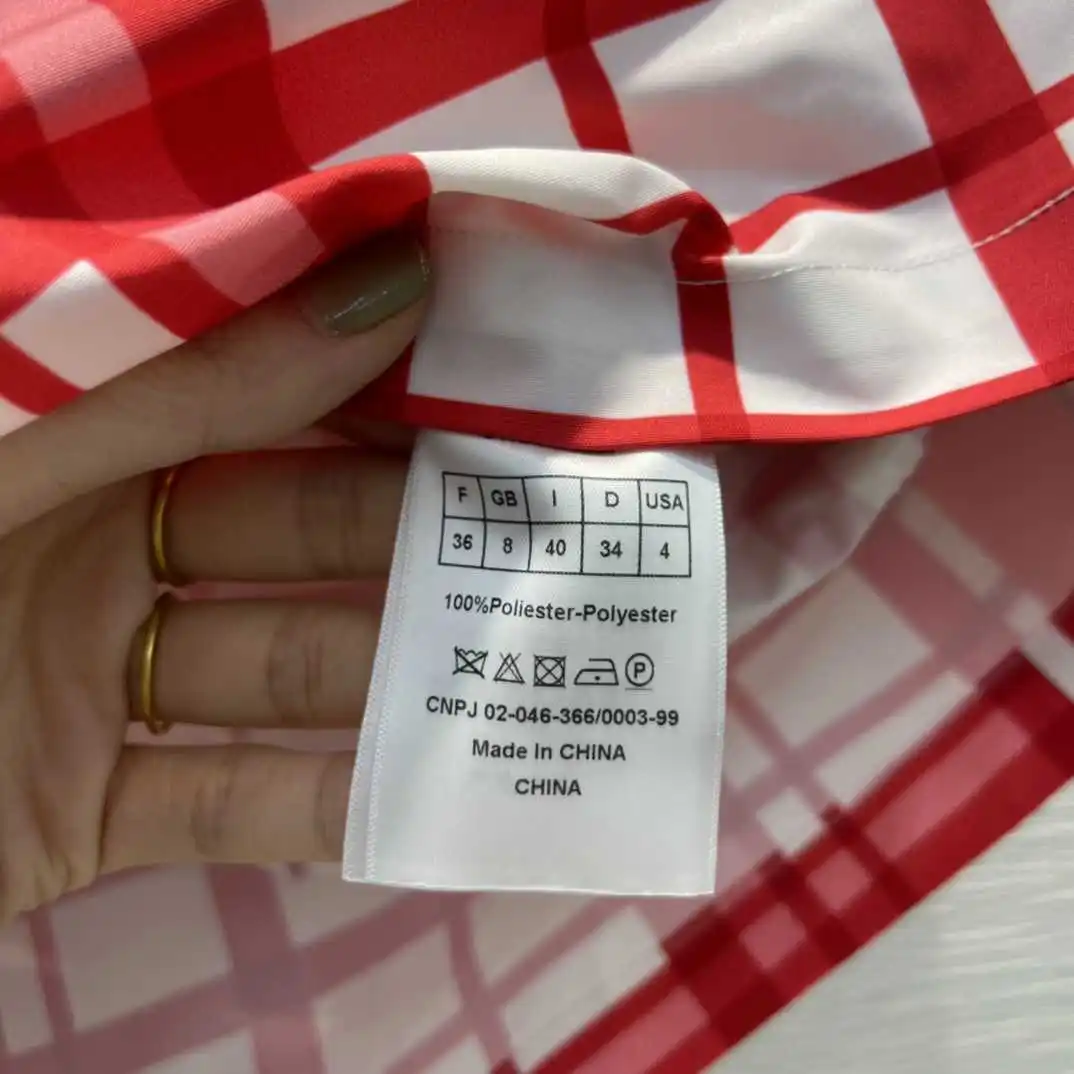 F GB I D USA
36 8 40 34 4
100%Poliester-Polyester
P
CNPJ 02-046-366/0003-99
Made In CHINA
CHINA